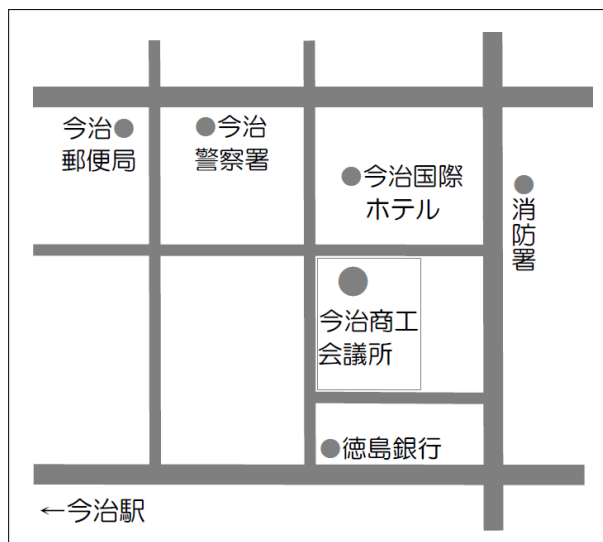 今治
郵便局
今治
警察署
今治国際
ホテル
消防署
今治商工
会議所
徳島銀行
←今治駅